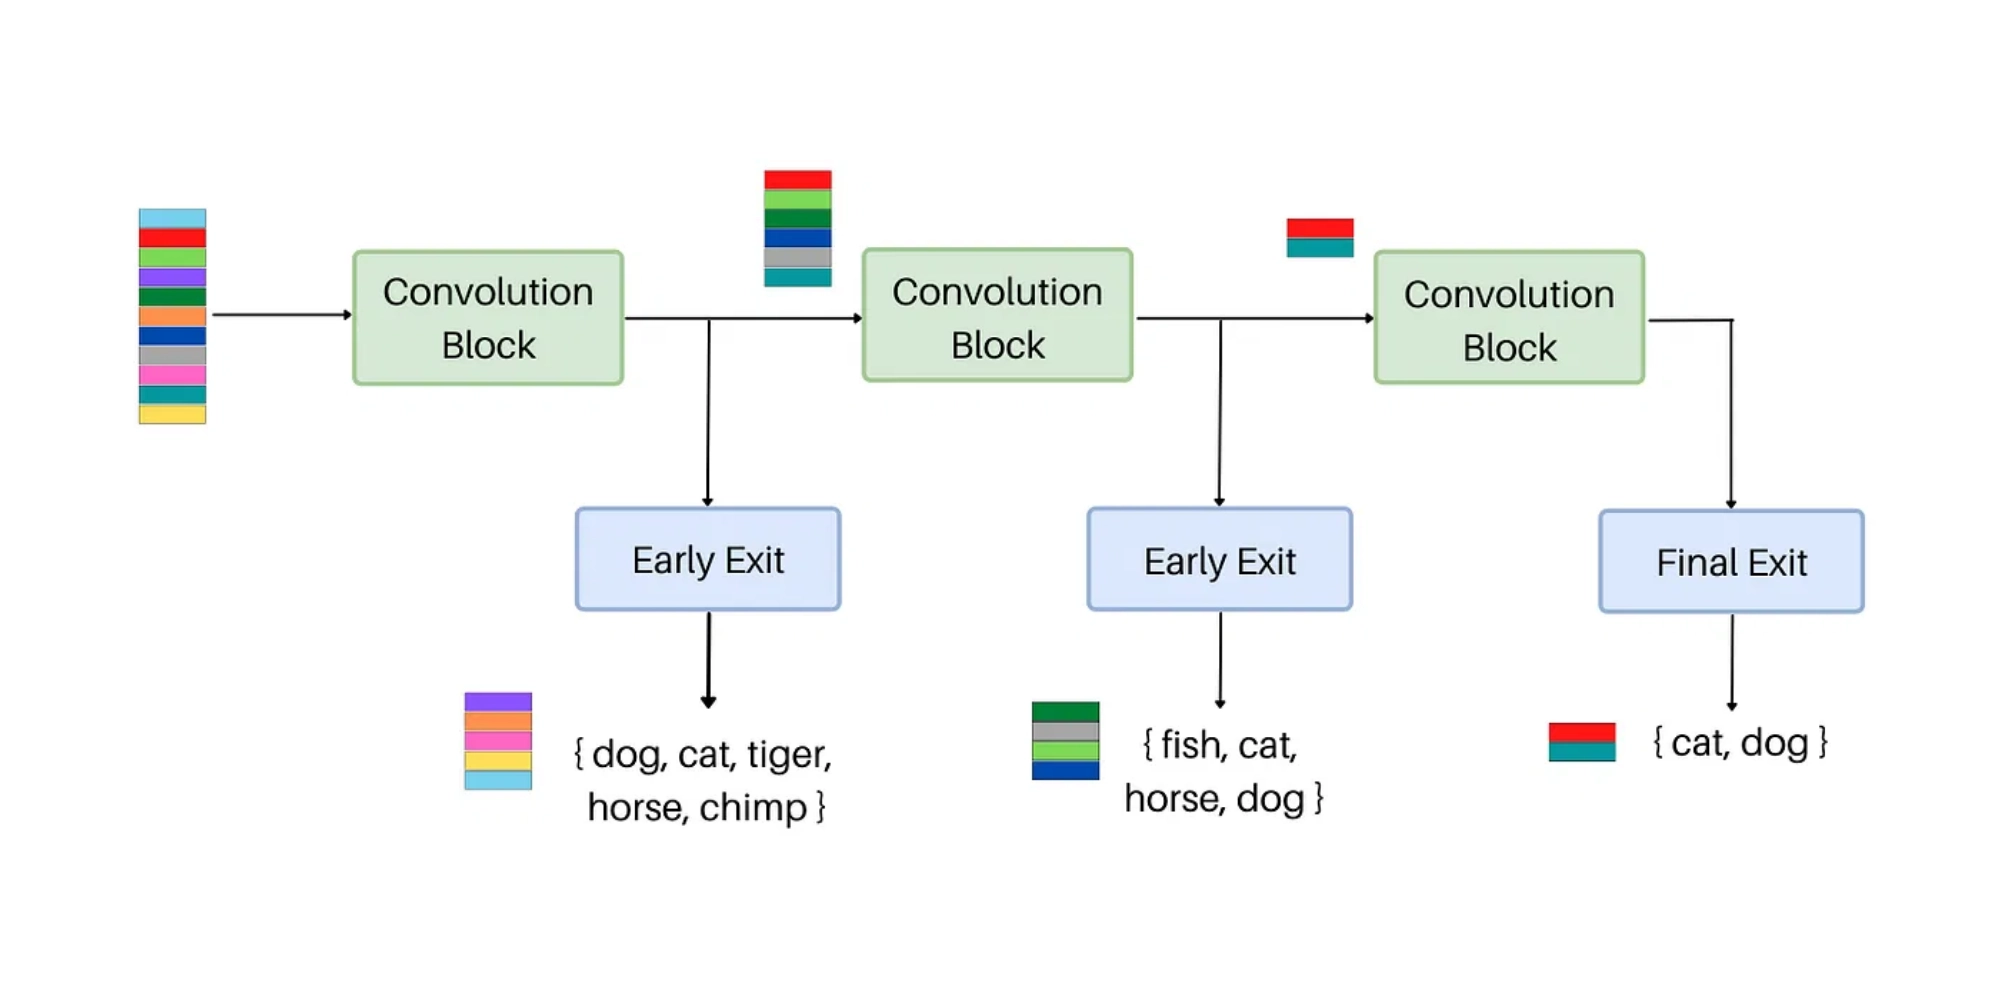 Convolution
Block
Convolution
Block
Convolution
Block
Early Exit
Early Exit
Final Exit
{ dog, cat, tiger,
horse, chimp }
{ fish, cat,
horse, dog }
{ cat, dog }